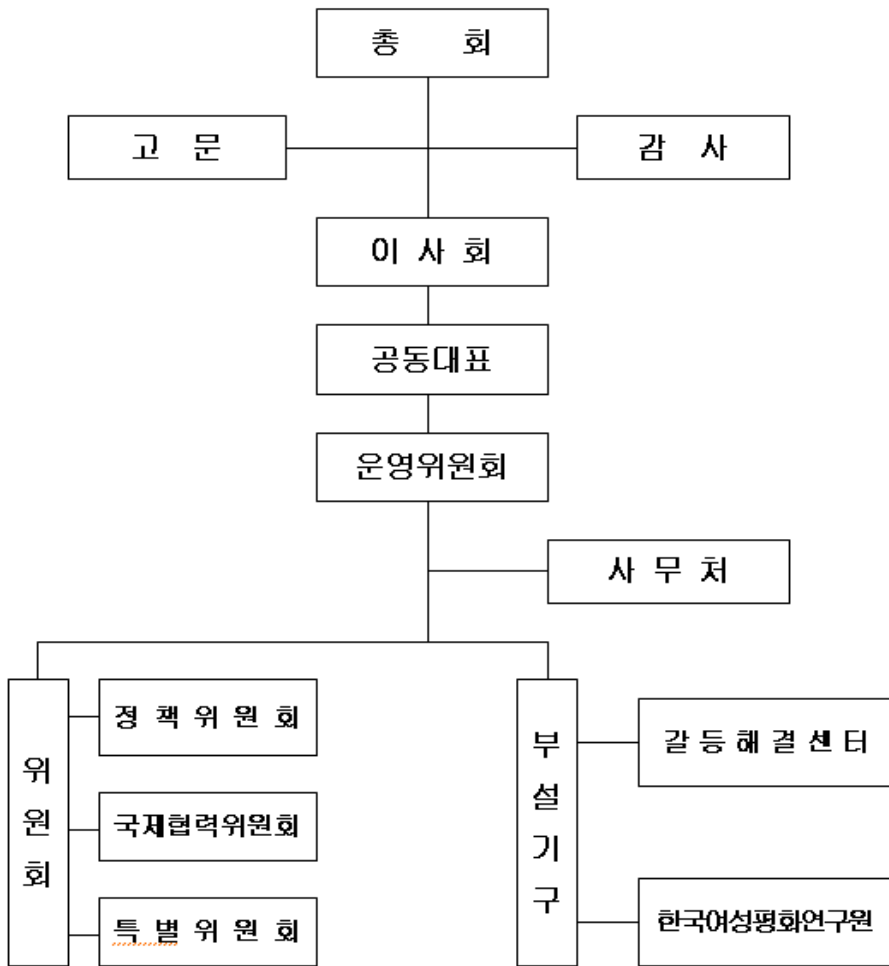 총 회
고 문
감 사
이 사 회
공동대표
운영위원회
사 무 처
위원회
정 책 위 원 회
국제협력위원회
특 별 위 원 회
부설기구
갈 등 해 결 센 터
한국여성평화연구원